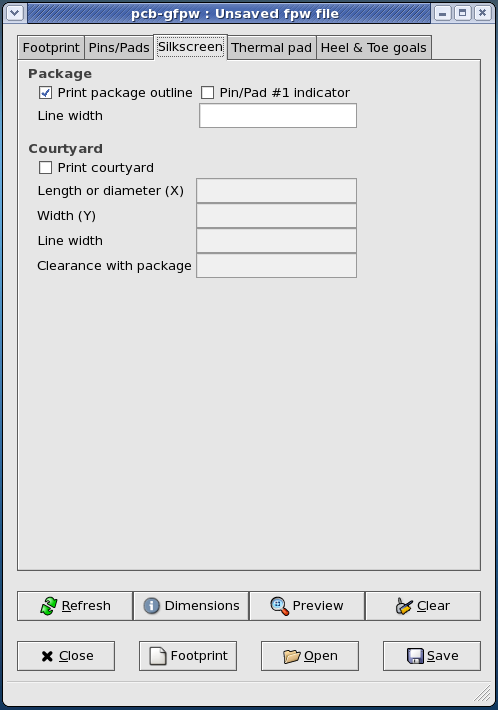 pcb-gfpw : Unsaved fpw file
Footprint Pins/Pads Silkscreen Thermal pad Heel & Toe goals
Package
Print package outline Pin/Pad #1 indicator
Line width
Courtyard
Print courtyard
Length or diameter (X)
Width (Y)
Line width
Clearance with package
Refresh Dimensions Preview Clear
Close Footprint Open Save